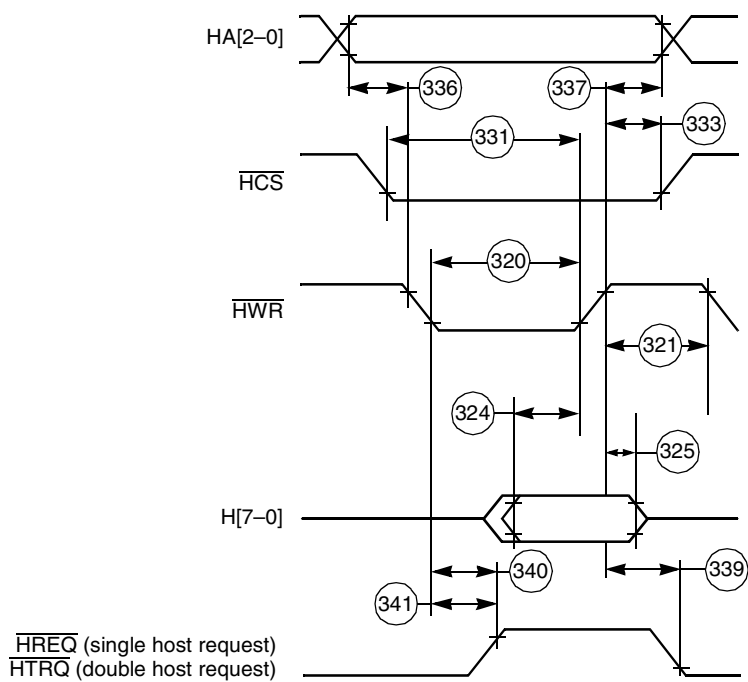 HA[2–0]
336
337
333
331
HCS
320
HWR
321
324
325
H[7–0]
340
339
341
HREQ (single host request)
HTRQ (double host request)